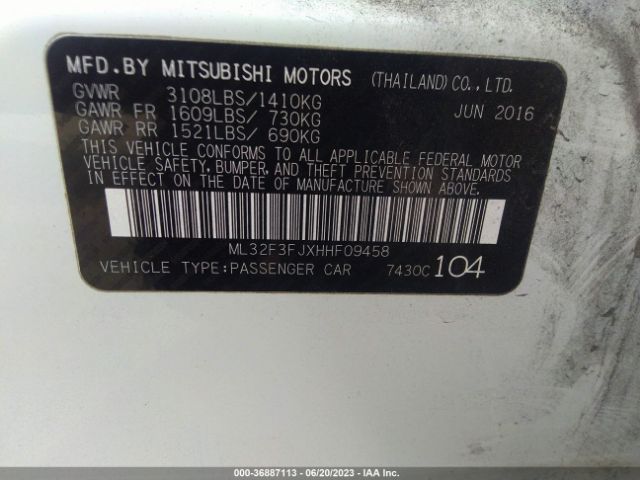 MFD.BY MITSUBISHI MOTORS (THAILAND) CO., LTD.
GVWR 3108LBS/1410KG JUN 2016
GAWR FR 1609LBS/ 730KG
GAWR RR 1521LBS/ 690KG
THIS VEHICLE CONFORMS TO ALL APPLICABLE FEDERAL MOTOR
VEHICLE SAFETY, BUMPER, AND THEFT PREVENTION STANDARDS
IN EFFECT ON THE DATE OF MANUFACTURE SHOWN ABOVE.
ML32F3FJXHHF09458
VEHICLE TYPE:PASSENGER CAR 7430C 104
000-36887113 - 06/20/2023 - IAA Inc.